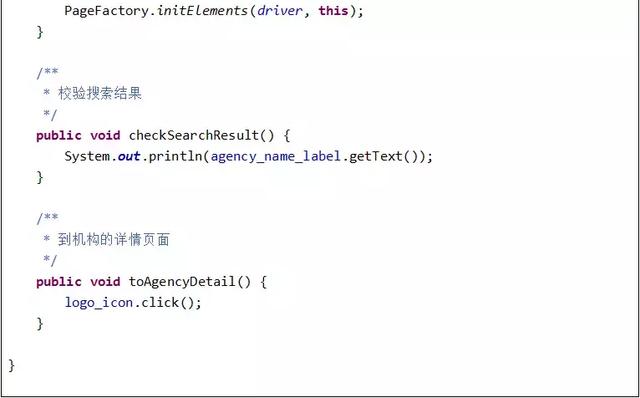 PageFactory.initElements(driver, this);
}
/**
* 校验搜索结果
*/
public void checkSearchResult() {
System.out.println(agency_name_label.getText());
}
/**
* 到机构的详情页面
*/
public void toAgencyDetail() {
logo_icon.click();
}
}